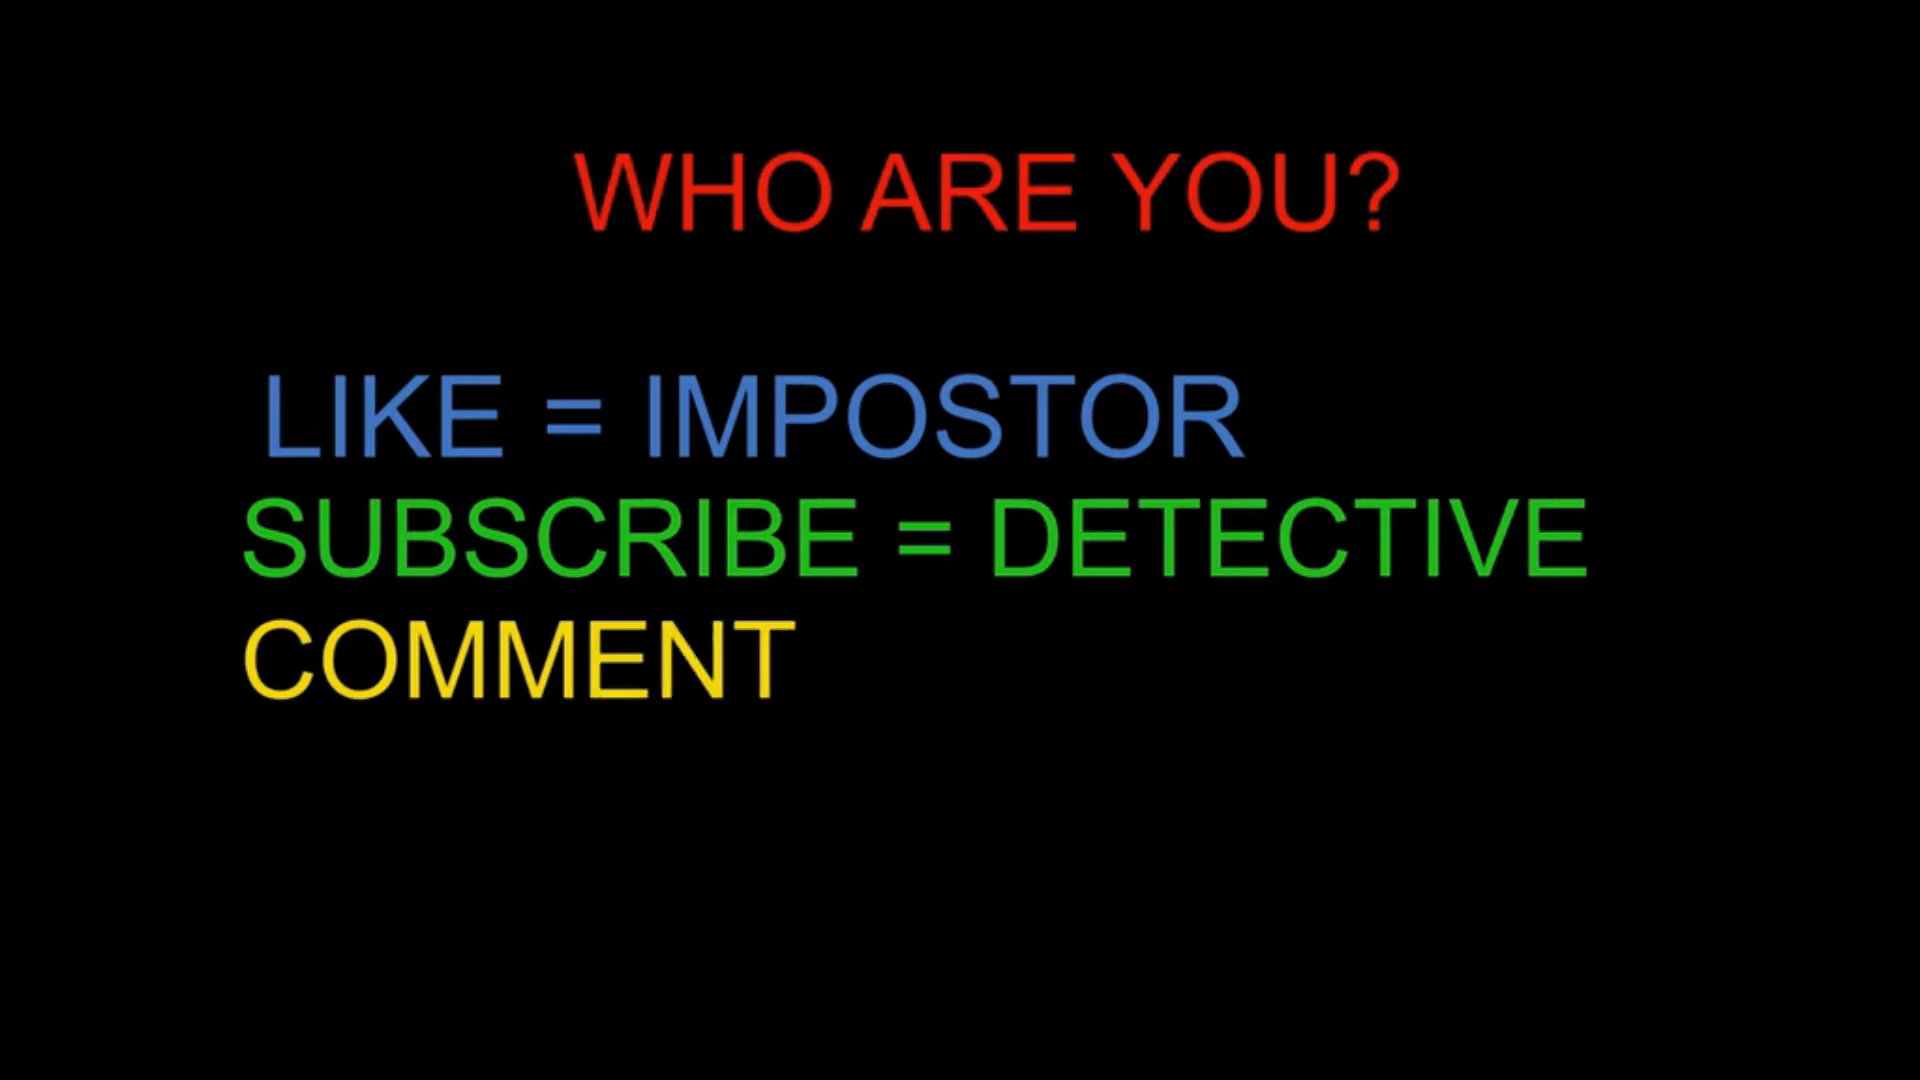 WHO ARE YOU?
LIKE = IMPOSTOR
SUBSCRIBE = DETECTIVE
COMMENT